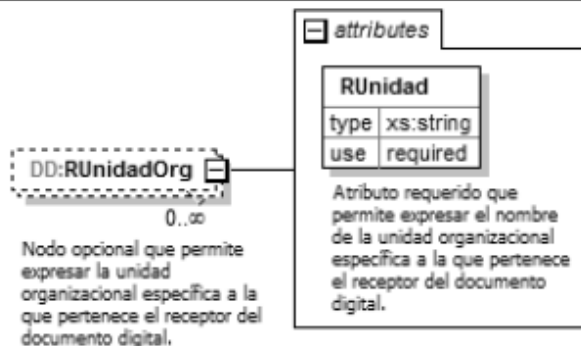 attributes
RUnidad
type xs:string
use required
Atributo requerido que
permite expresar el nombre
de la unidad organizacional
específica a la que pertenece
el receptor del documento
digital.
DD:RUnidadOrg
0..∞
Nodo opcional que permite
expresar la unidad
organizacional específica a la
que pertenece el receptor del
documento digital.